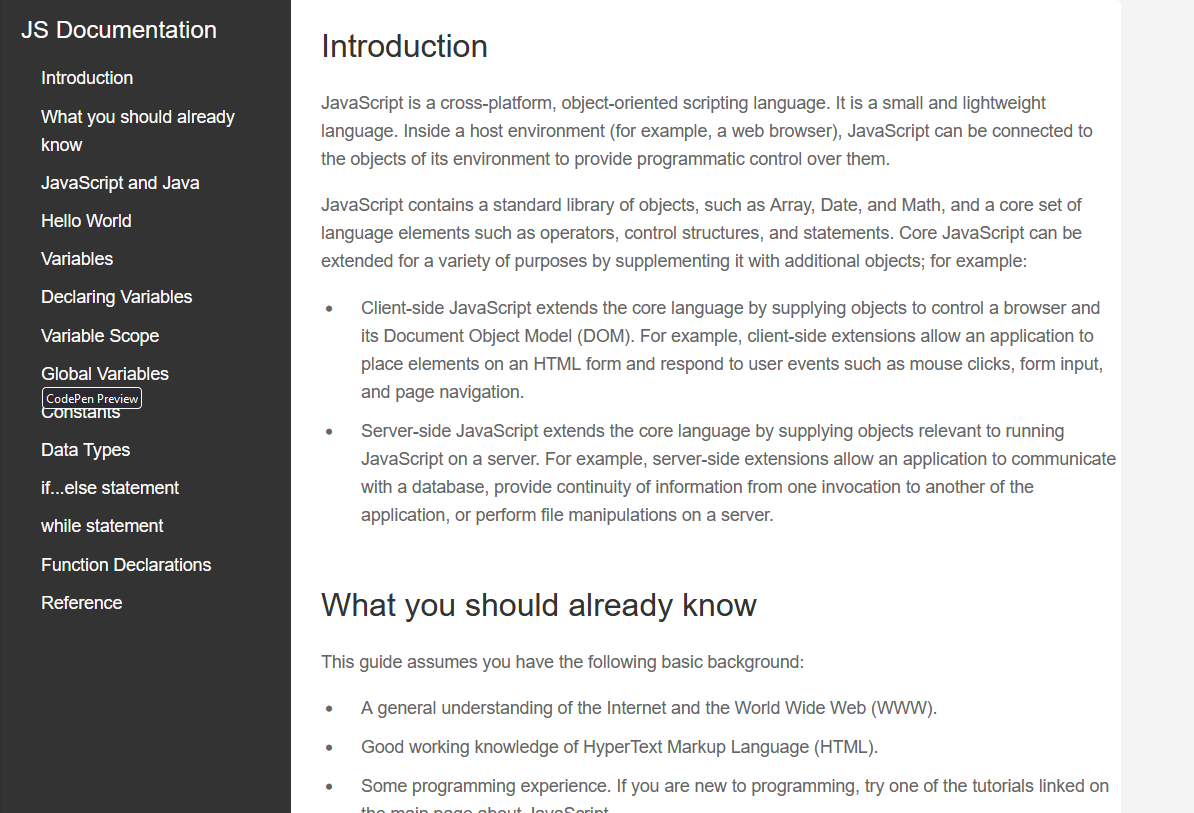 JS Documentation
Introduction
What you should already
know
JavaScript and Java
Hello World
Variables
Declaring Variables
Variable Scope
Global Variables
CodePen Preview
Constants
Data Types
if...else statement
while statement
Function Declarations
Reference
Introduction
JavaScript is a cross-platform, object-oriented scripting language. It is a small and lightweight
language. Inside a host environment (for example, a web browser), JavaScript can be connected to
the objects of its environment to provide programmatic control over them.
JavaScript contains a standard library of objects, such as Array, Date, and Math, and a core set of
language elements such as operators, control structures, and statements. Core JavaScript can be
extended for a variety of purposes by supplementing it with additional objects; for example:
• Client-side JavaScript extends the core language by supplying objects to control a browser and
its Document Object Model (DOM). For example, client-side extensions allow an application to
place elements on an HTML form and respond to user events such as mouse clicks, form input,
and page navigation.
• Server-side JavaScript extends the core language by supplying objects relevant to running
JavaScript on a server. For example, server-side extensions allow an application to communicate
with a database, provide continuity of information from one invocation to another of the
application, or perform file manipulations on a server.
What you should already know
This guide assumes you have the following basic background:
• A general understanding of the Internet and the World Wide Web (WWW).
• Good working knowledge of HyperText Markup Language (HTML).
• Some programming experience. If you are new to programming, try one of the tutorials linked on
the main page about JavaScript.